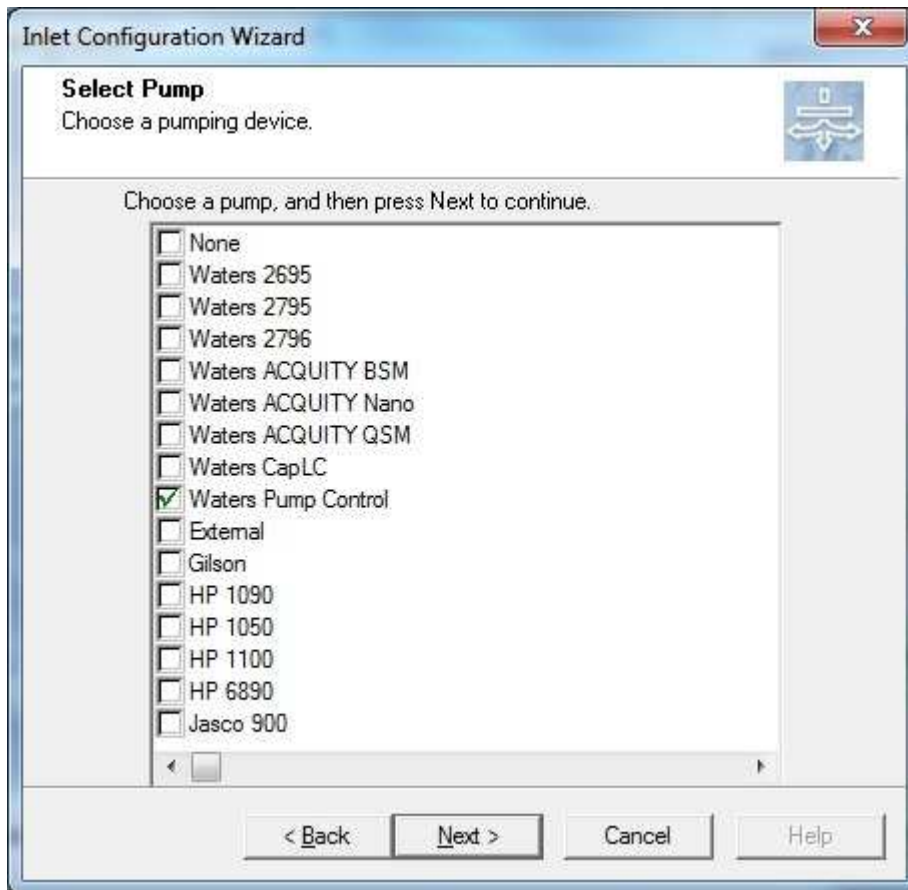 Inlet Configuration Wizard
Select Pump
Choose a pumping device.
Choose a pump, and then press Next to continue.
None
Waters 2695
Waters 2795
Waters 2796
Waters ACQUITY BSM
Waters ACQUITY Nano
Waters ACQUITY QSM
Waters CapLC
Waters Pump Control
External
Gilson
HP 1090
HP 1050
HP 1100
HP 6890
Jasco 900
< Back Next > Cancel Help